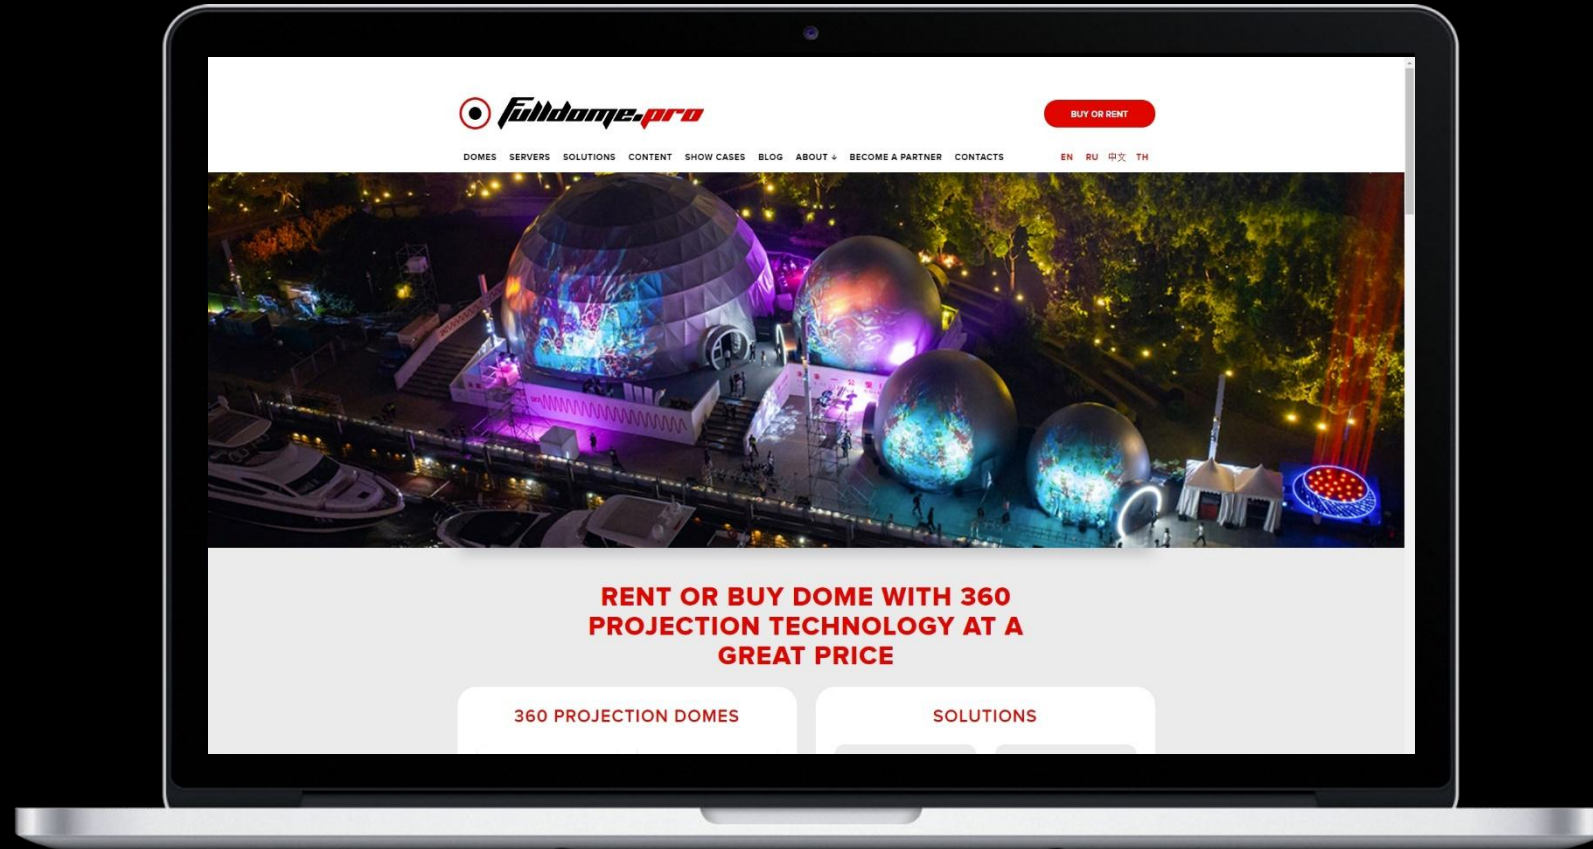 Fulldome.pro
BUY OR RENT
DOMES SERVERS SOLUTIONS CONTENT SHOW CASES BLOG ABOUT ↓ BECOME A PARTNER CONTACTS EN RU 中文 TH
RENT OR BUY DOME WITH 360
PROJECTION TECHNOLOGY AT A
GREAT PRICE
360 PROJECTION DOMES
SOLUTIONS